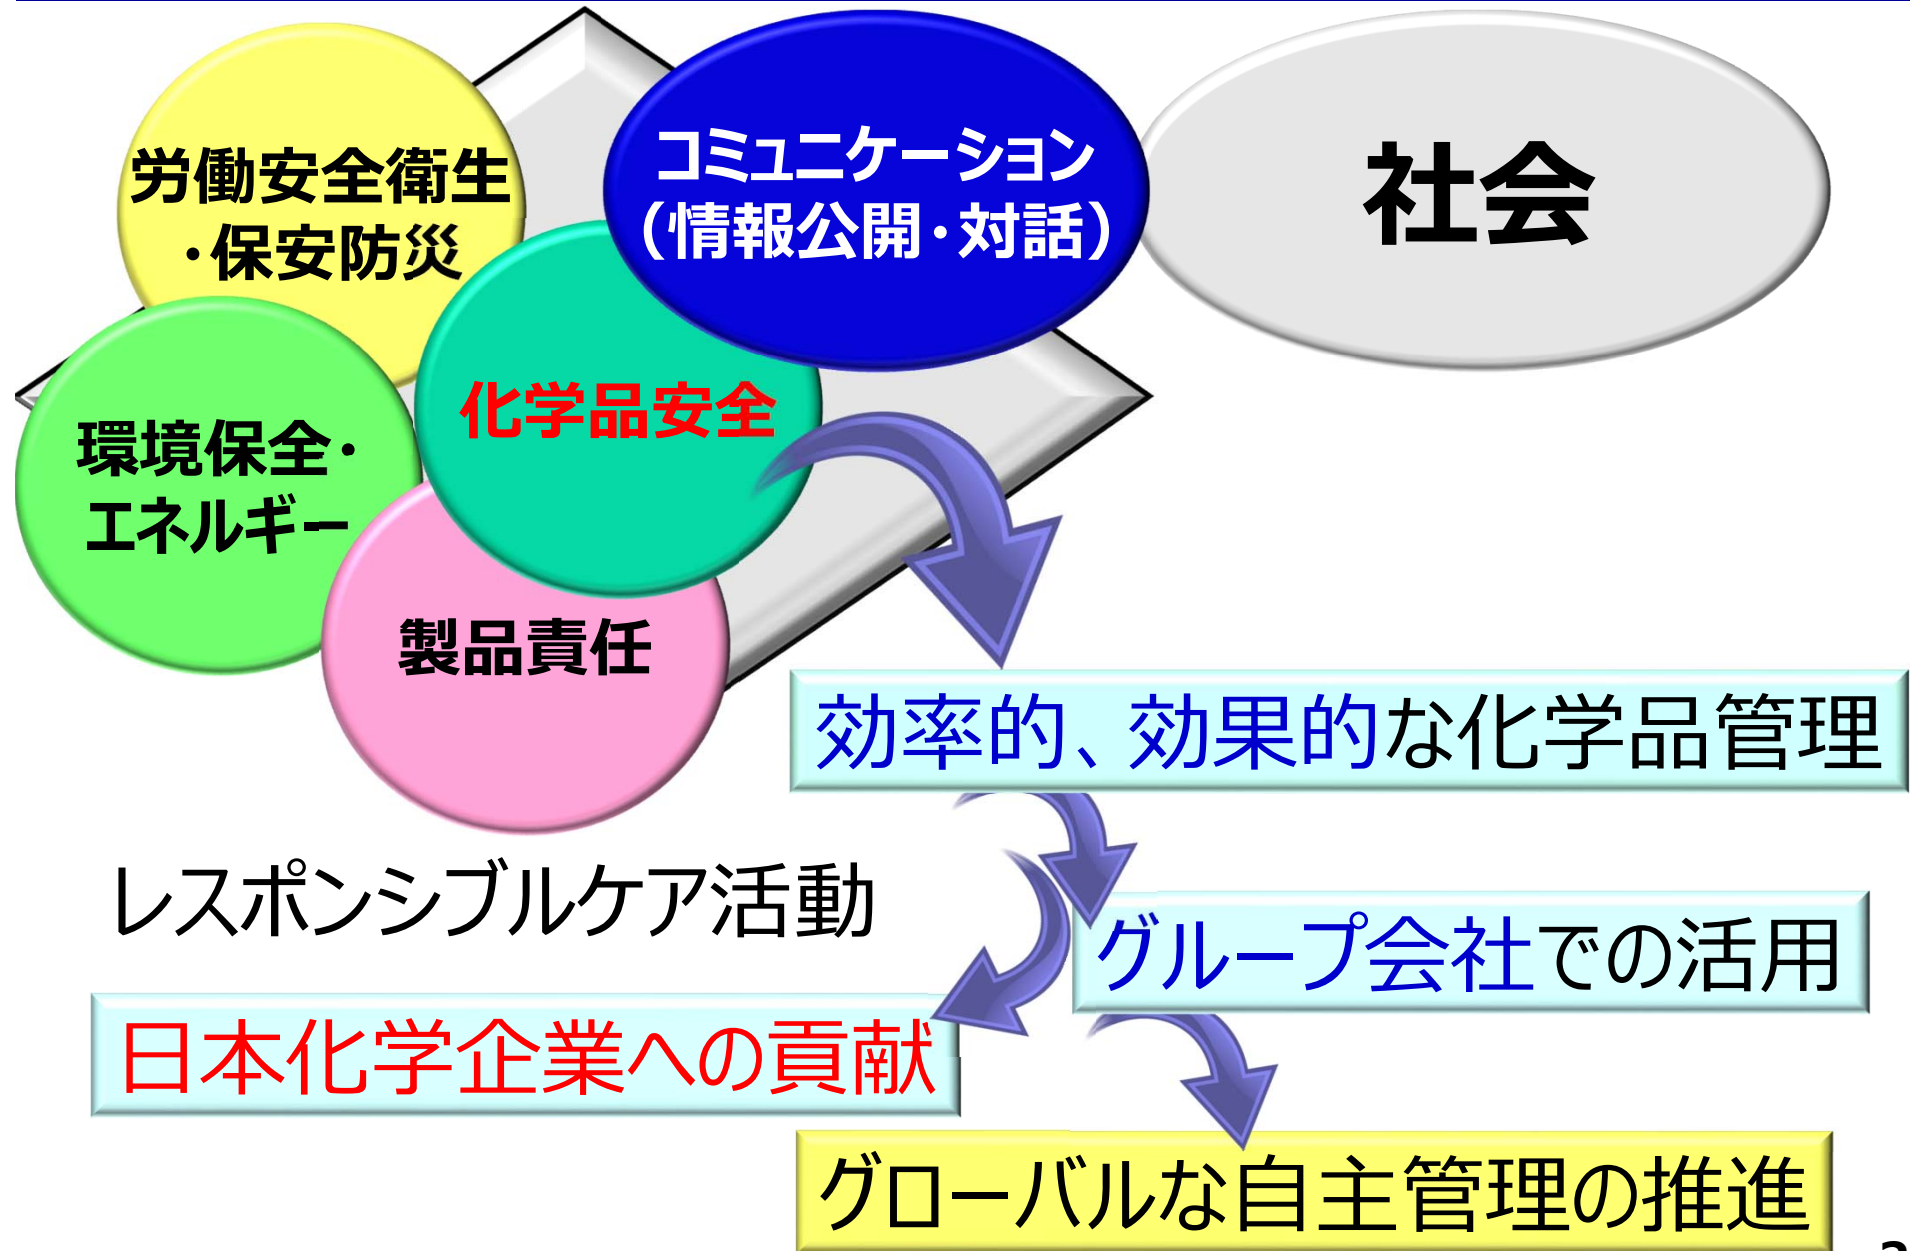 労働安全衛生
・保安防災
コミュニケーション
（情報公開・対話）
社会
化学品安全
環境保全・
エネルギー
製品責任
効率的、効果的な化学品管理
レスポンシブルケア活動
グループ会社での活用
日本化学企業への貢献
グローバルな自主管理の推進